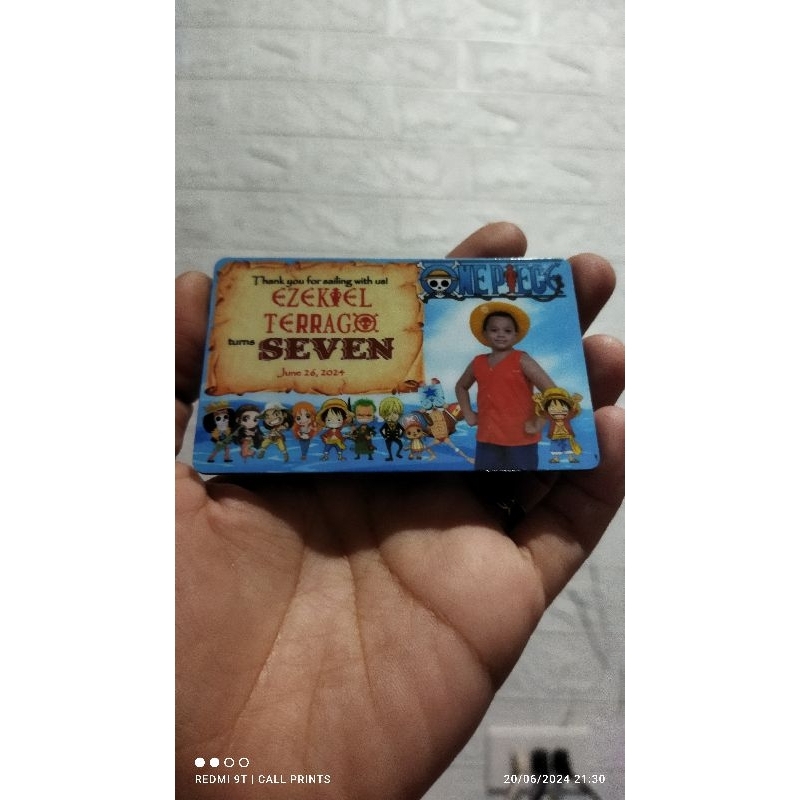 Thank you for sailing with us!
EZEKIEL
TERRAGO
turns SEVEN
June 26, 2024
ONE PIECE
REDMI 9T | CALL PRINTS
20/06/2024 21:30